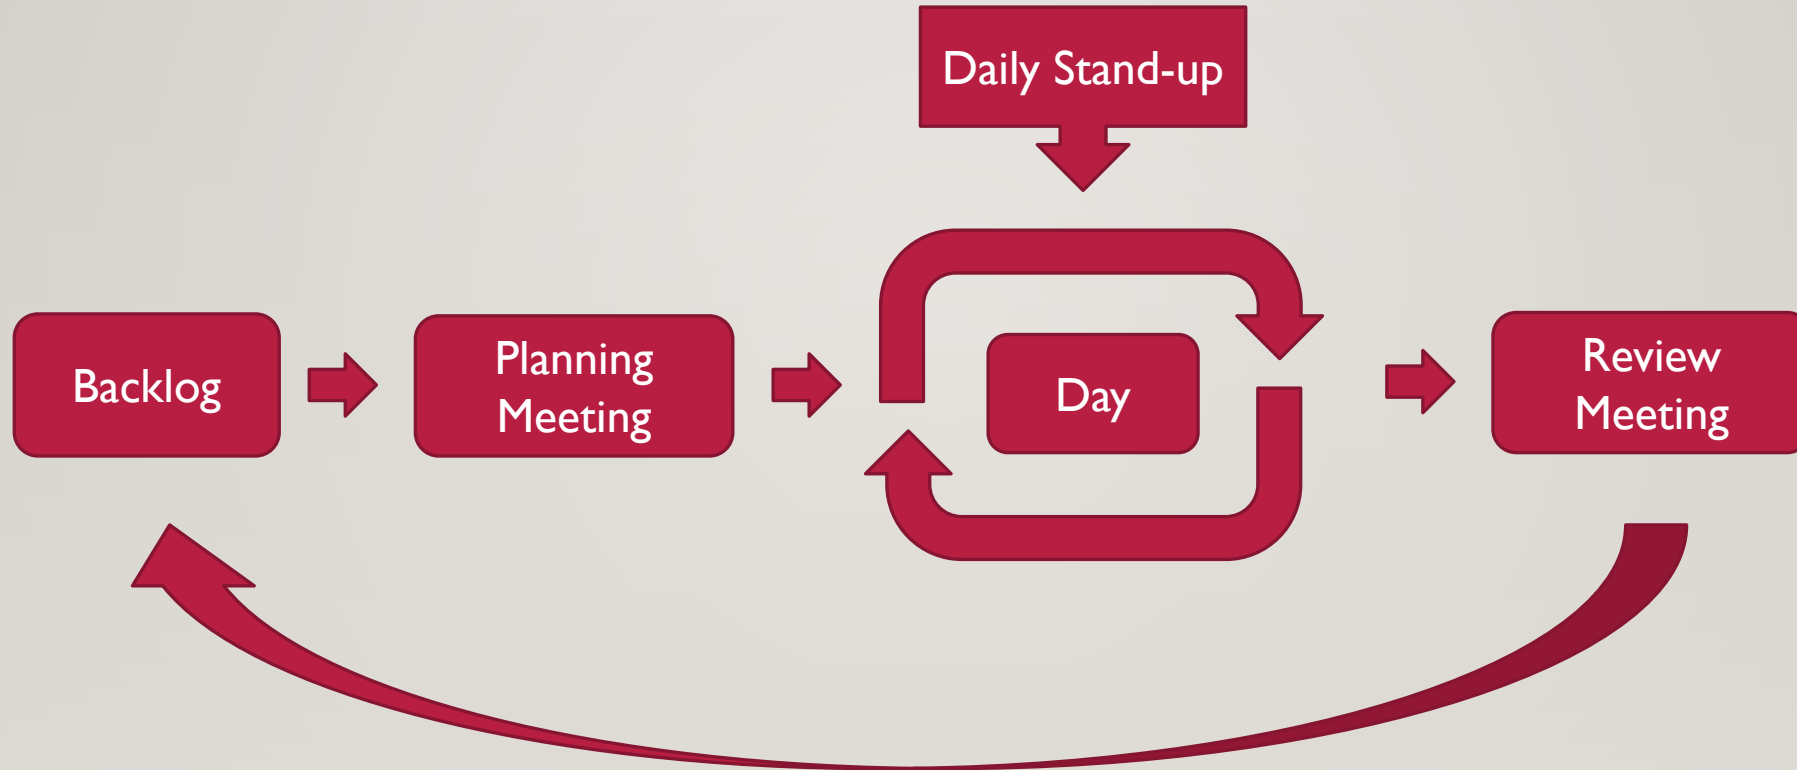 Daily Stand-up
Backlog
Planning
Meeting
Day
Review
Meeting